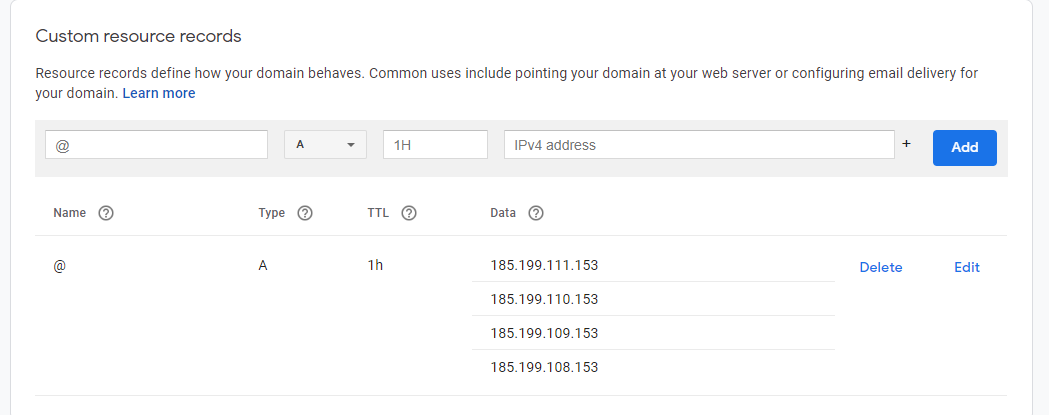 Custom resource records
Resource records define how your domain behaves. Common uses include pointing your domain at your web server or configuring email delivery for
your domain. Learn more
@ A 1H IPv4 address + Add
Name ? Type ? TTL ? Data ?
@ A 1h 185.199.111.153 Delete Edit
185.199.110.153
185.199.109.153
185.199.108.153